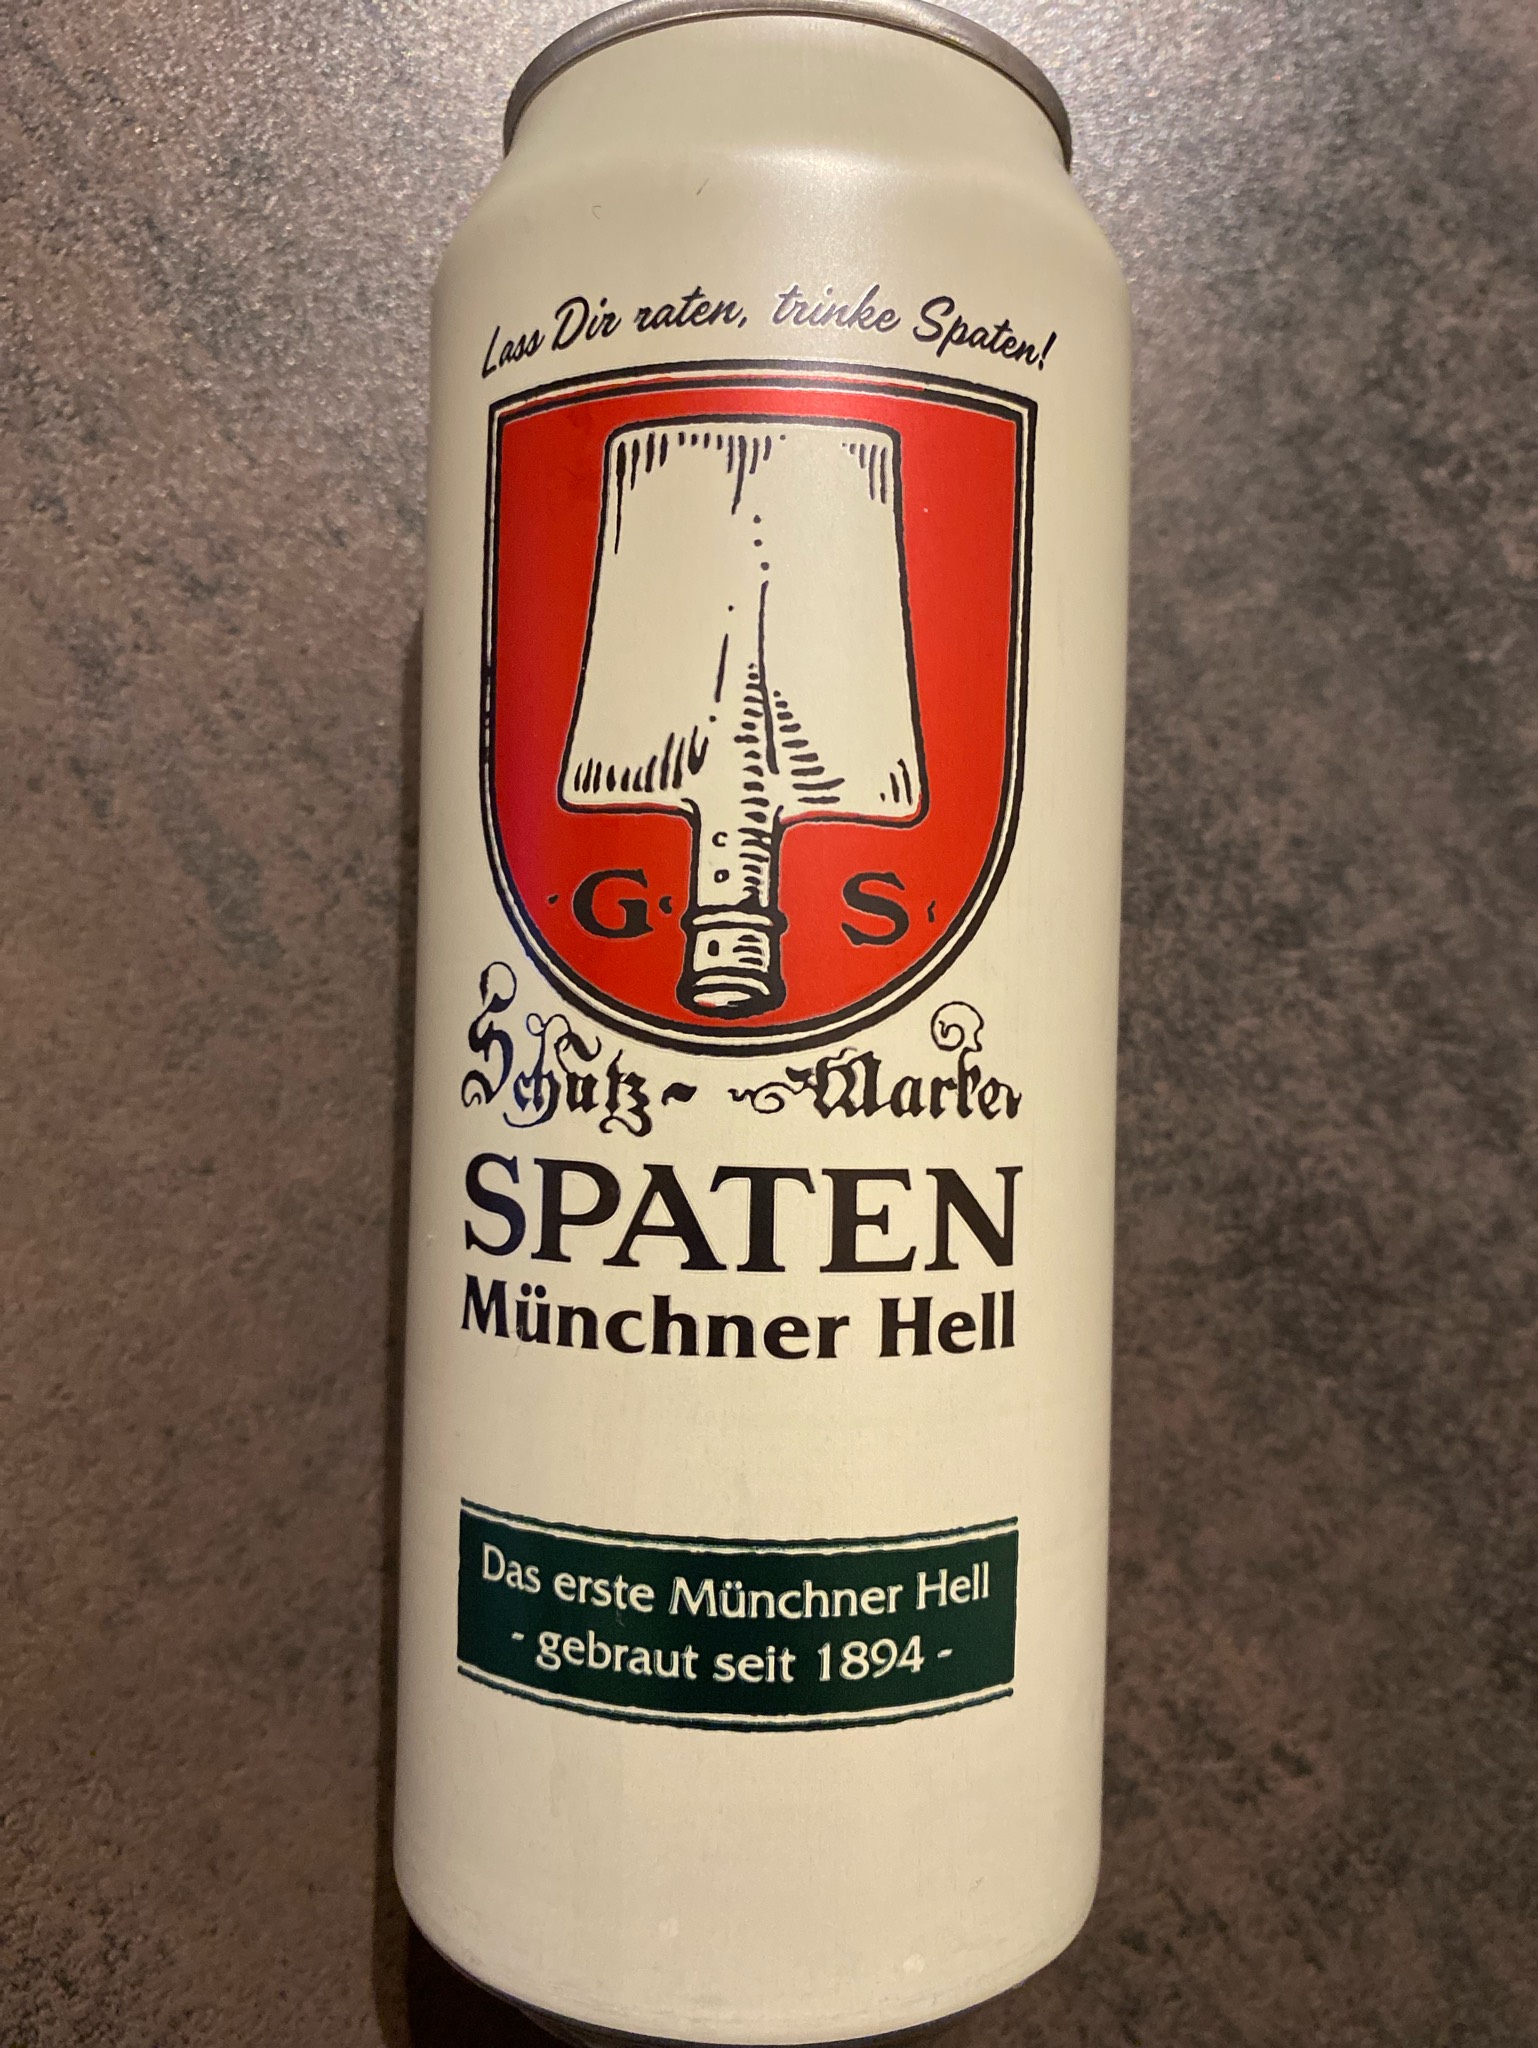 Lass Dir raten, trinke Spaten!
G S
Schutz- Marke
SPATEN
Münchner Hell
Das erste Münchner Hell
- gebraut seit 1894 -